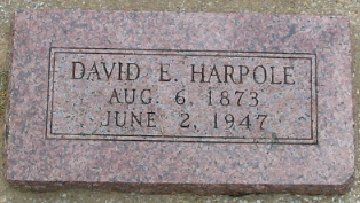 DAVID E. HARPOLE
AUG. 6, 1873
JUNE 2, 1947